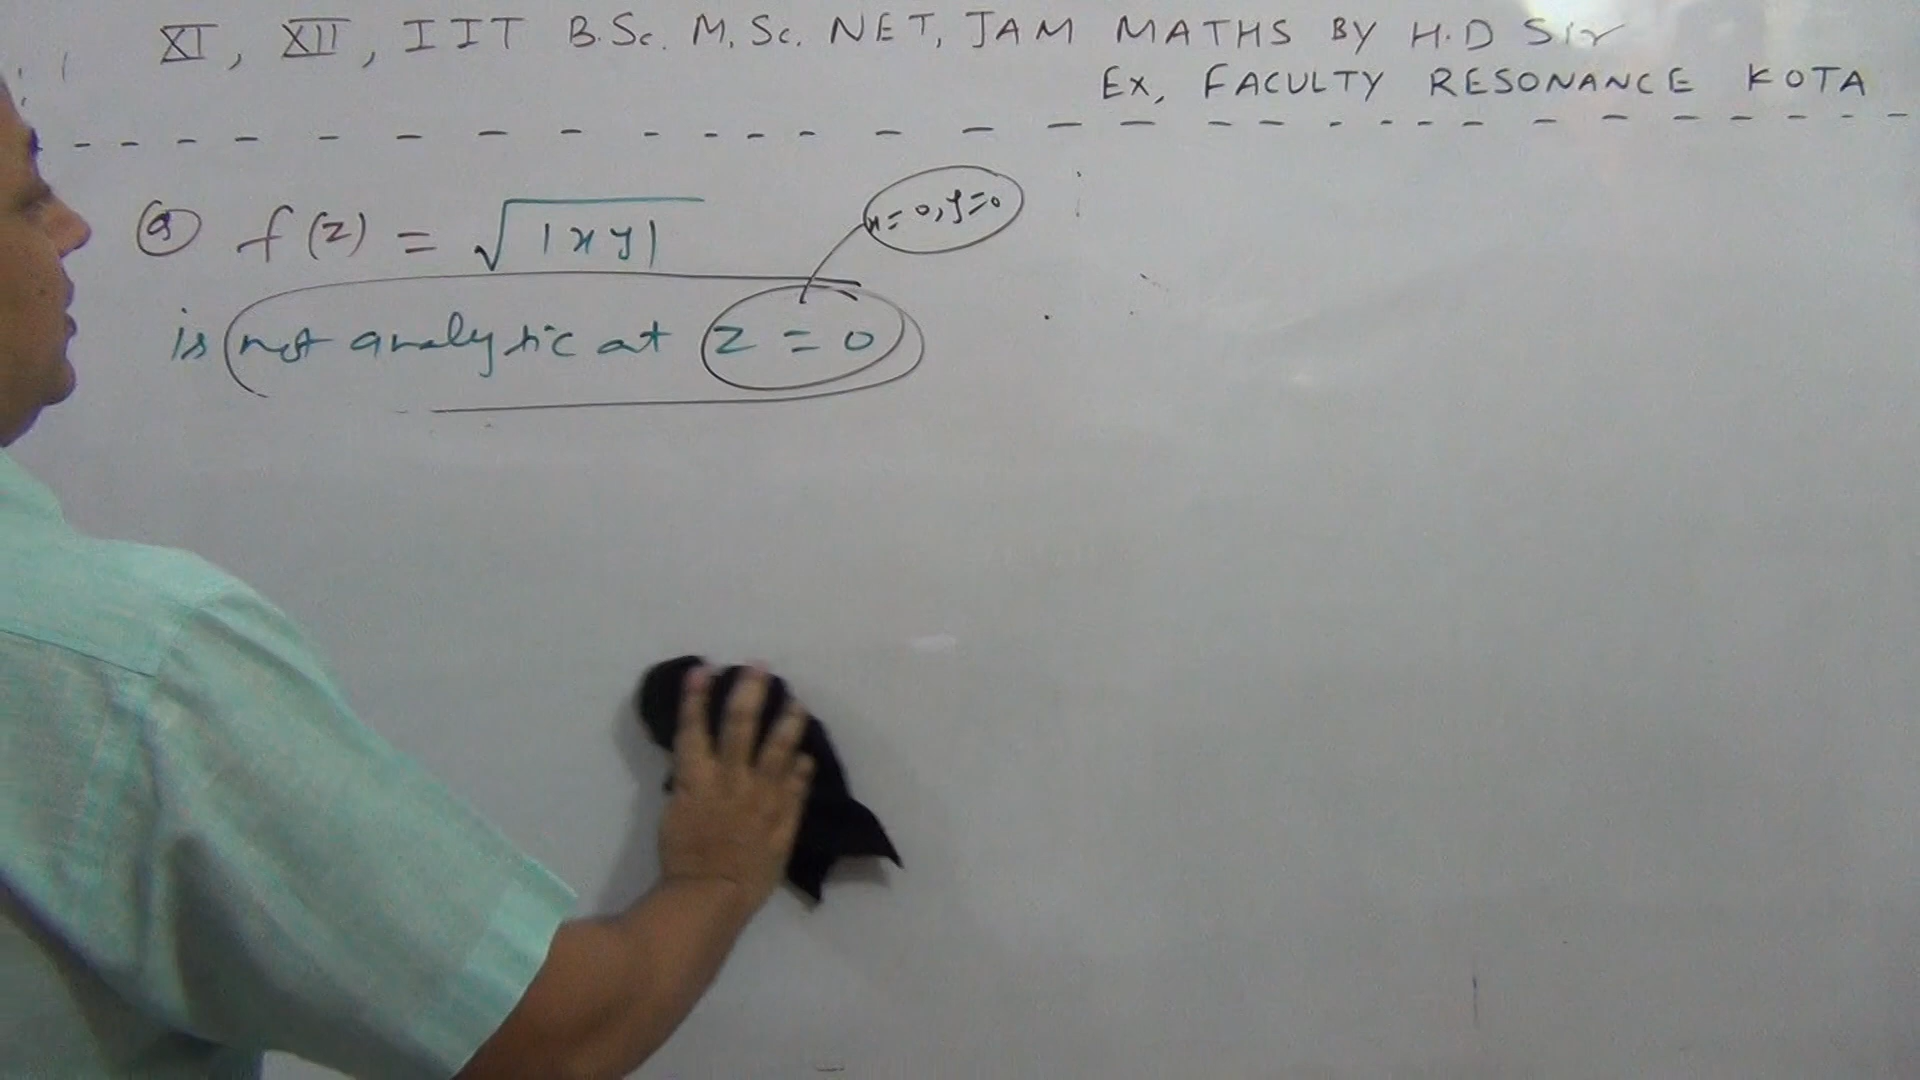 XI, XII, IIT B.Sc. M.Sc. NET, JAM MATHS BY H.D Sir
EX, FACULTY RESONANCE KOTA
Q f(z) = √|xy|
x=0, y=0
is not analytic at z = 0